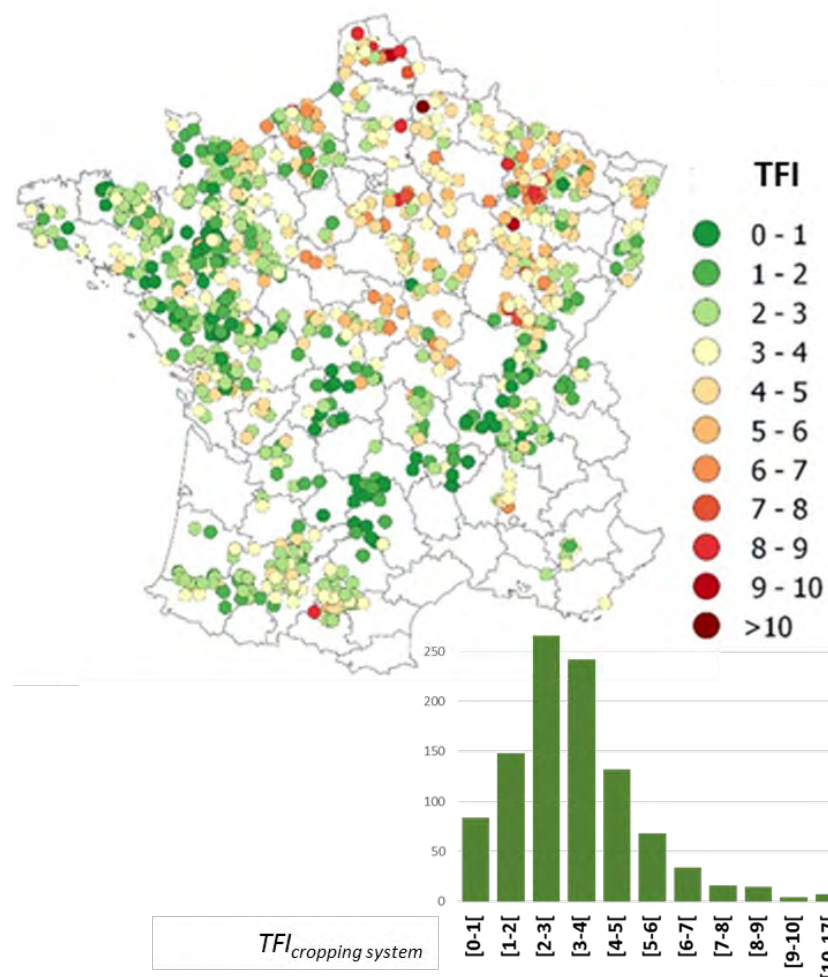 TFI
0 - 1
1 - 2
2 - 3
3 - 4
4 - 5
5 - 6
6 - 7
7 - 8
8 - 9
9 - 10
>10
250
200
150
100
50
0
[0-1[
[1-2[
[2-3[
[3-4[
[4-5[
[5-6[
[6-7[
[7-8[
[8-9[
[9-10[
[10-17[
TFIcropping system